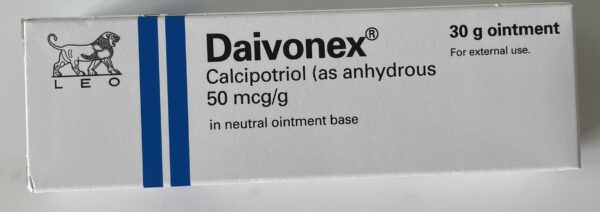 Daivonex®
Calcipotriol (as anhydrous
50 mcg/g
in neutral ointment base
30 g ointment
For external use.
LEO